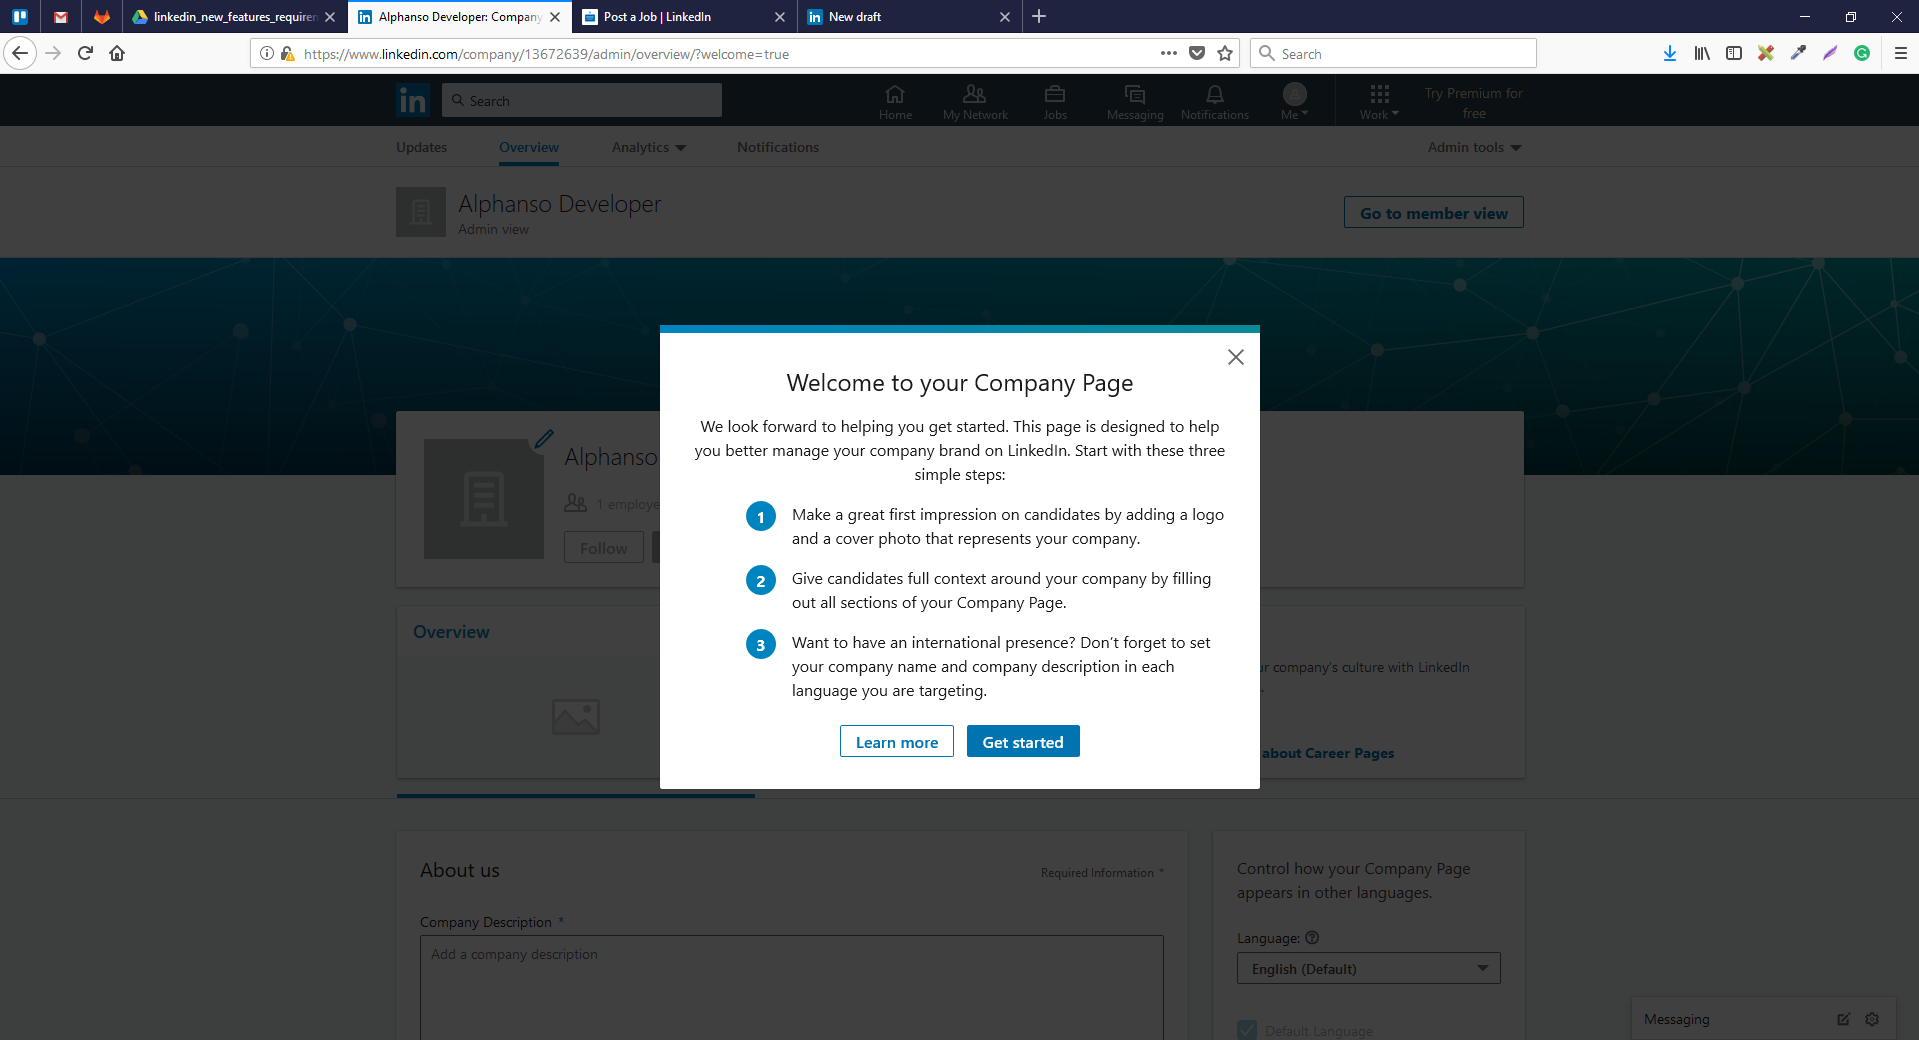 linkedin_new_features_requiren
Alphanso Developer: Company
Post a Job | LinkedIn
New draft
https://www.linkedin.com/company/13672639/admin/overview/?welcome=true
Search
in
Search
Home
My Network
Jobs
Messaging
Notifications
Me
Work
Try Premium for
free
Updates
Overview
Analytics
Notifications
Admin tools
Alphanso Developer
Admin view
Go to member view
Welcome to your Company Page
We look forward to helping you get started. This page is designed to help
you better manage your company brand on LinkedIn. Start with these three
simple steps:
1 Make a great first impression on candidates by adding a logo
and a cover photo that represents your company.
2 Give candidates full context around your company by filling
out all sections of your Company Page.
3 Want to have an international presence? Don't forget to set
your company name and company description in each
language you are targeting.
Learn more
Get started
Alphanso
1 employe
Follow
Overview
ur company's culture with LinkedIn
.
about Career Pages
About us
Required Information *
Company Description *
Add a company description
Control how your Company Page
appears in other languages.
Language:
English (Default)
Default Language
Messaging